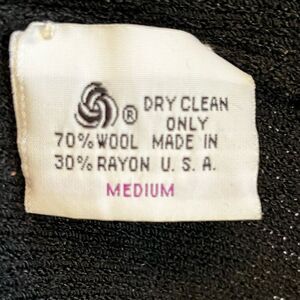 ® DRY CLEAN
ONLY
70% WOOL MADE IN
30% RAYON U. S. A.
MEDIUM